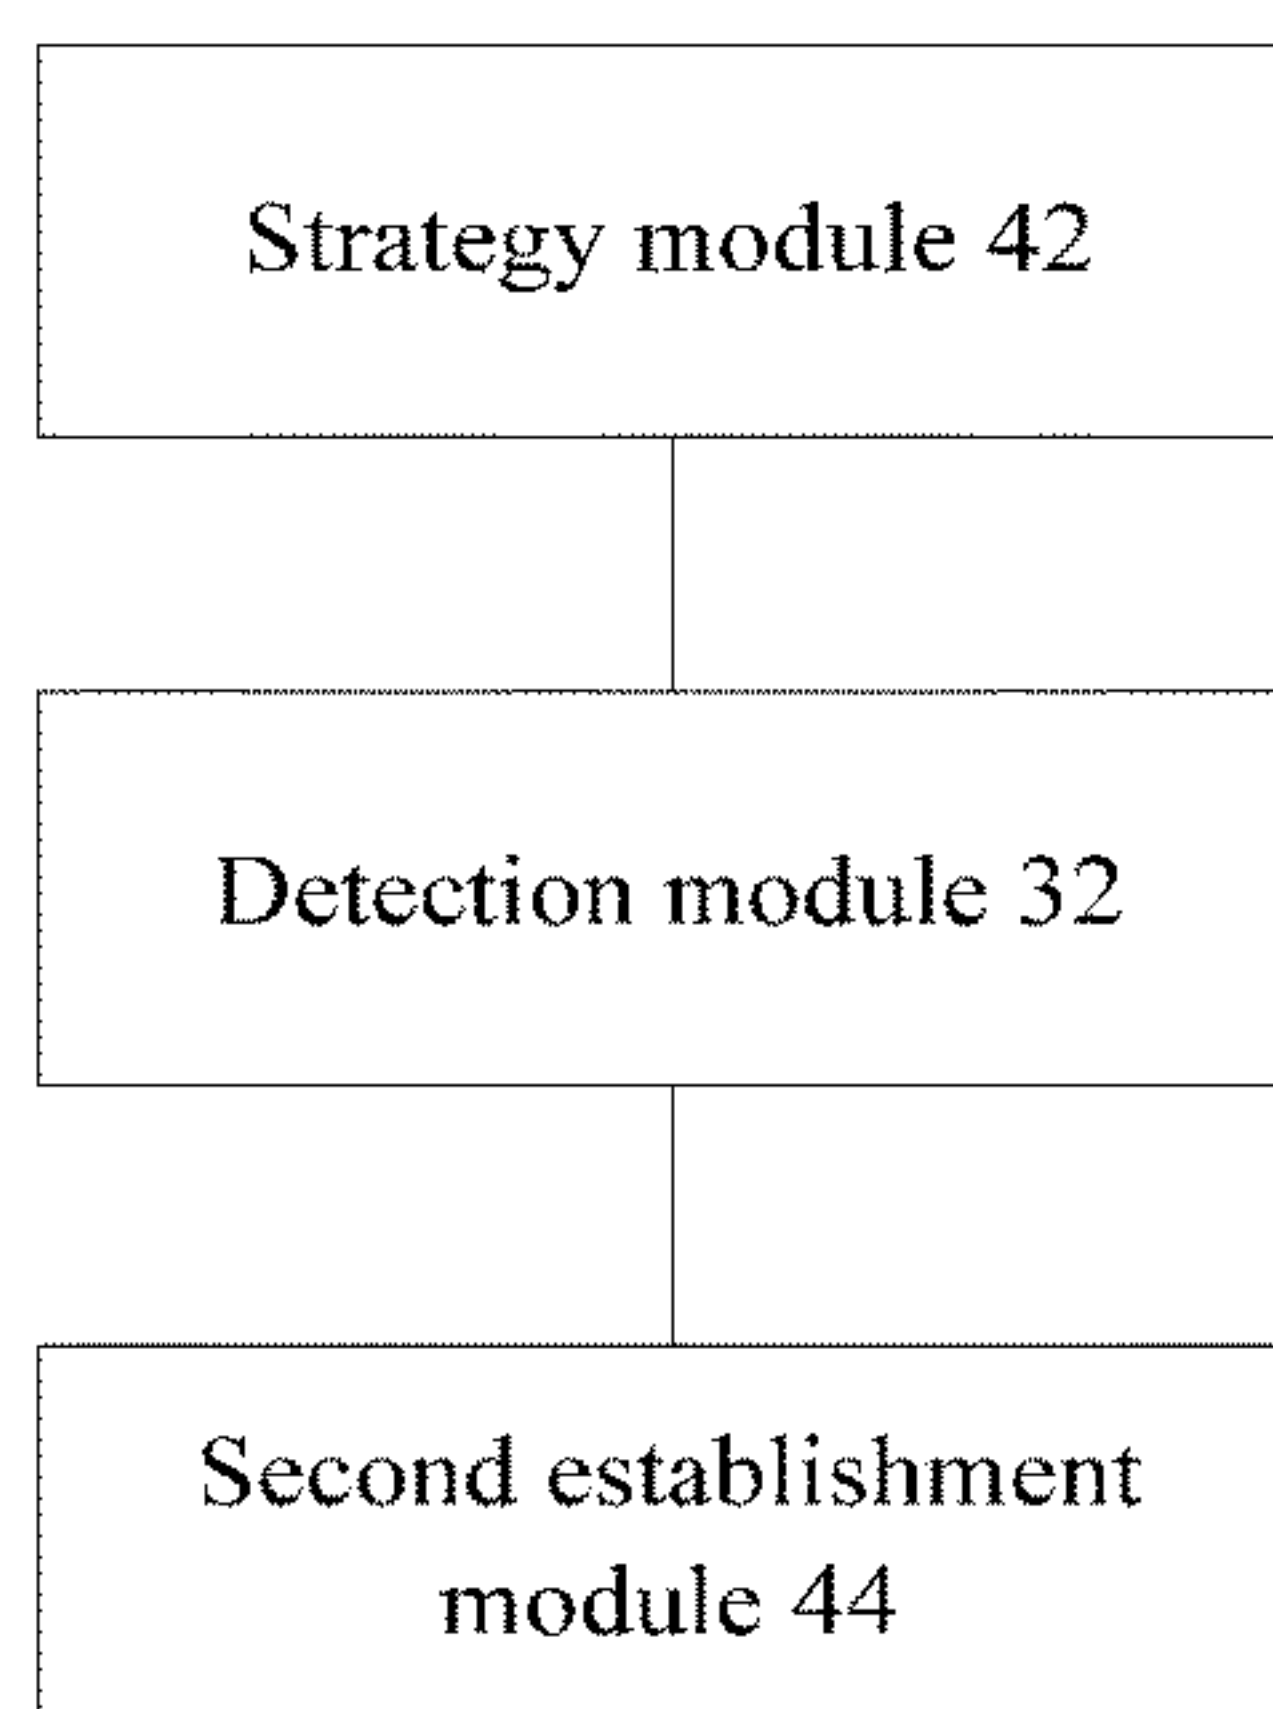 Strategy module 42
Detection module 32
Second establishment
module 44